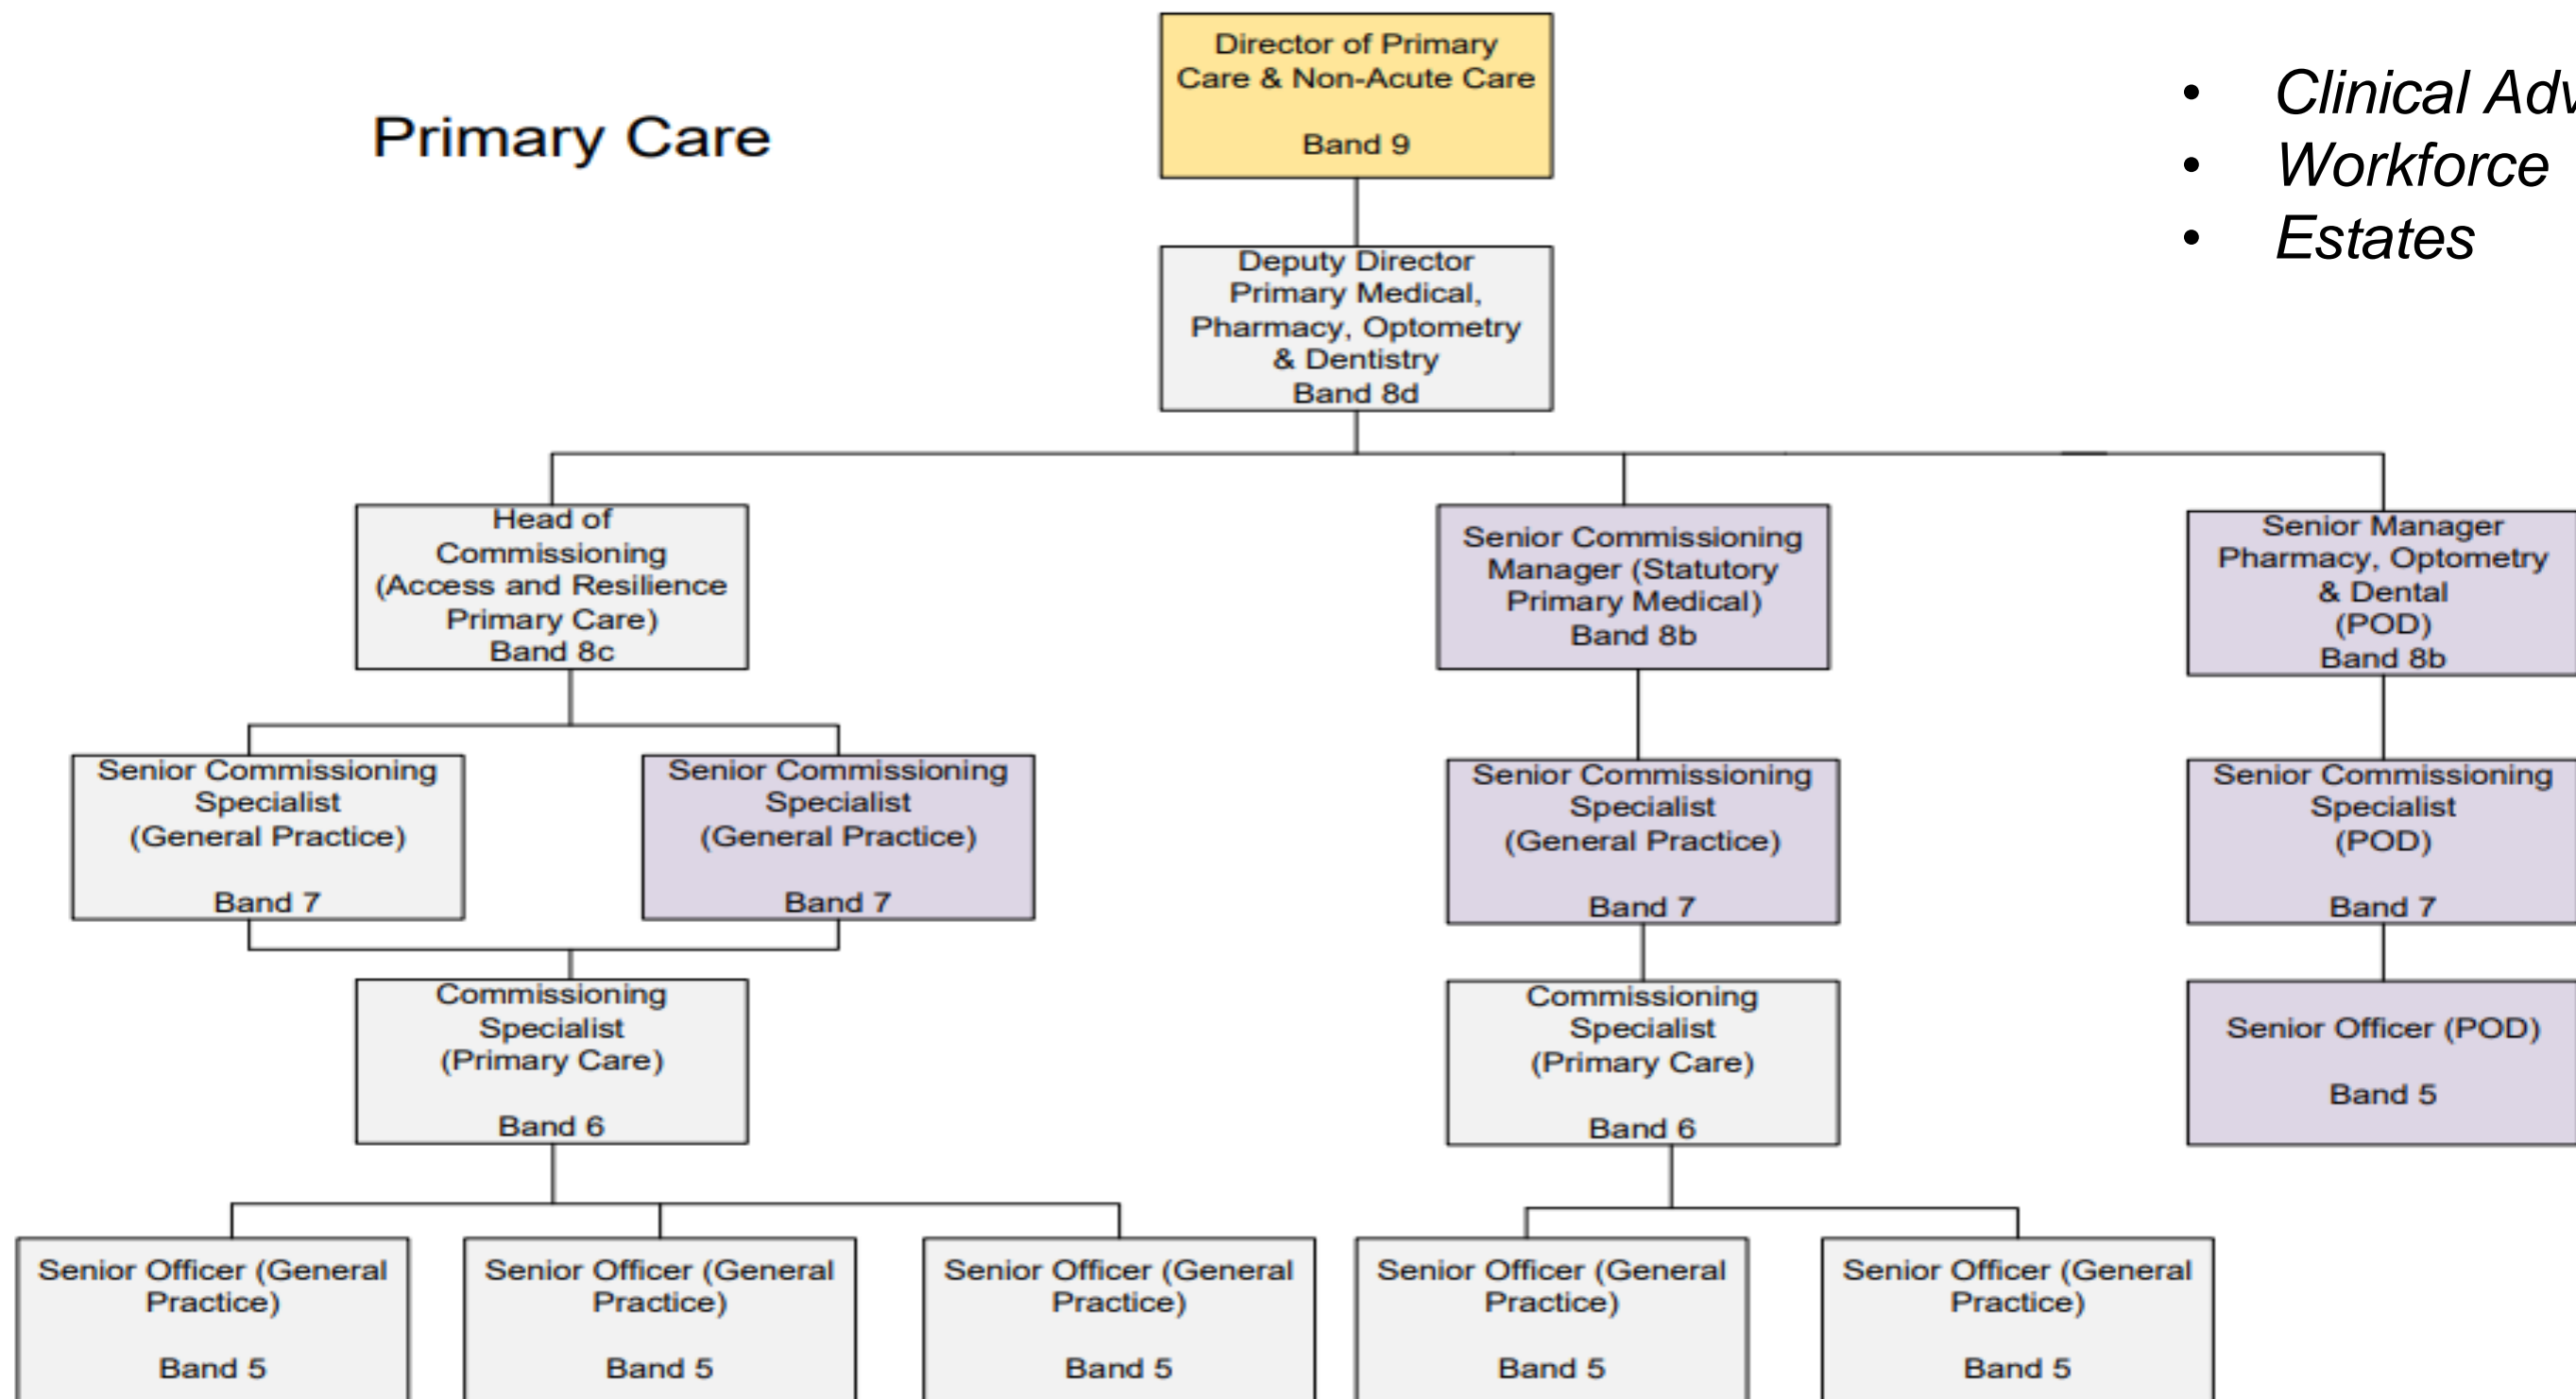 Primary Care
Director of Primary
Care & Non-Acute Care
Band 9
• Clinical
• Workforce
• Estates
Deputy Director
Primary Medical,
Pharmacy, Optometry
& Dentistry
Band 8d
Head of
Commissioning
(Access and Resilience
Primary Care)
Band 8c
Senior Commissioning
Manager (Statutory
Primary Medical)
Band 8b
Senior Manager
Pharmacy, Optometry
& Dental
(POD)
Band 8b
Senior Commissioning
Specialist
(General Practice)
Band 7
Senior Commissioning
Specialist
(General Practice)
Band 7
Senior Commissioning
Specialist
(General Practice)
Band 7
Senior Commissioning
Specialist
(POD)
Band 7
Commissioning
Specialist
(Primary Care)
Band 6
Commissioning
Specialist
(Primary Care)
Band 6
Senior Officer (POD)
Band 5
Senior Officer (General
Practice)
Band 5
Senior Officer (General
Practice)
Band 5
Senior Officer (General
Practice)
Band 5
Senior Officer (General
Practice)
Band 5
Senior Officer (General
Practice)
Band 5